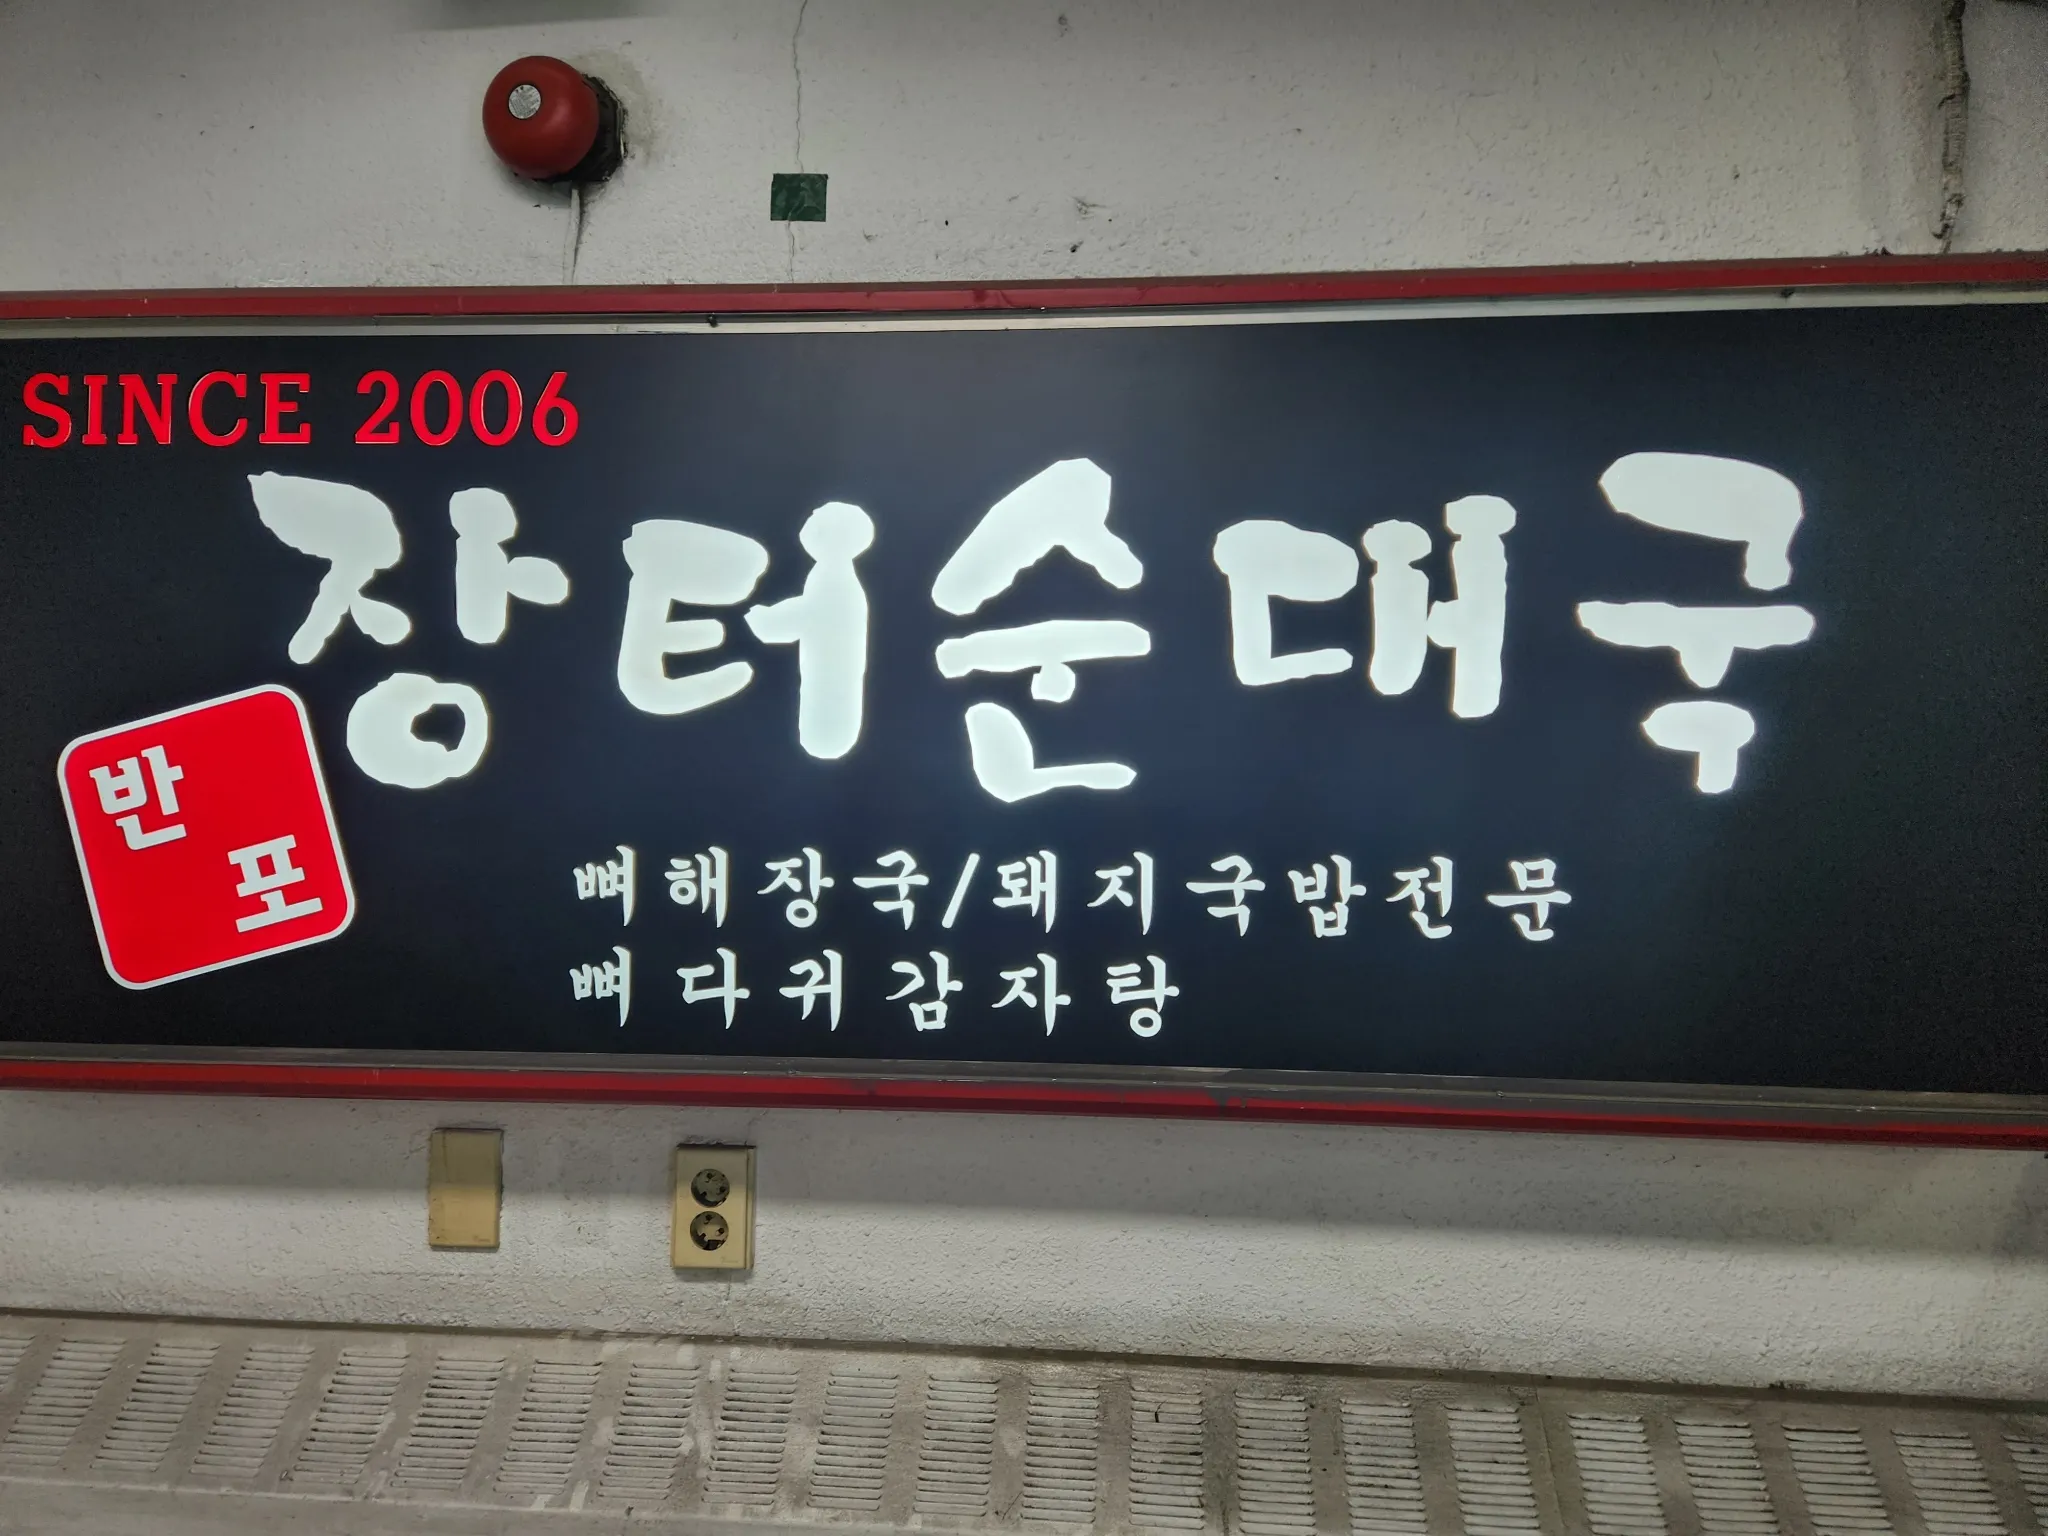 SINCE 2006
장터순대국
반포
뼈해장국/돼지국밥전문
뼈다귀감자탕